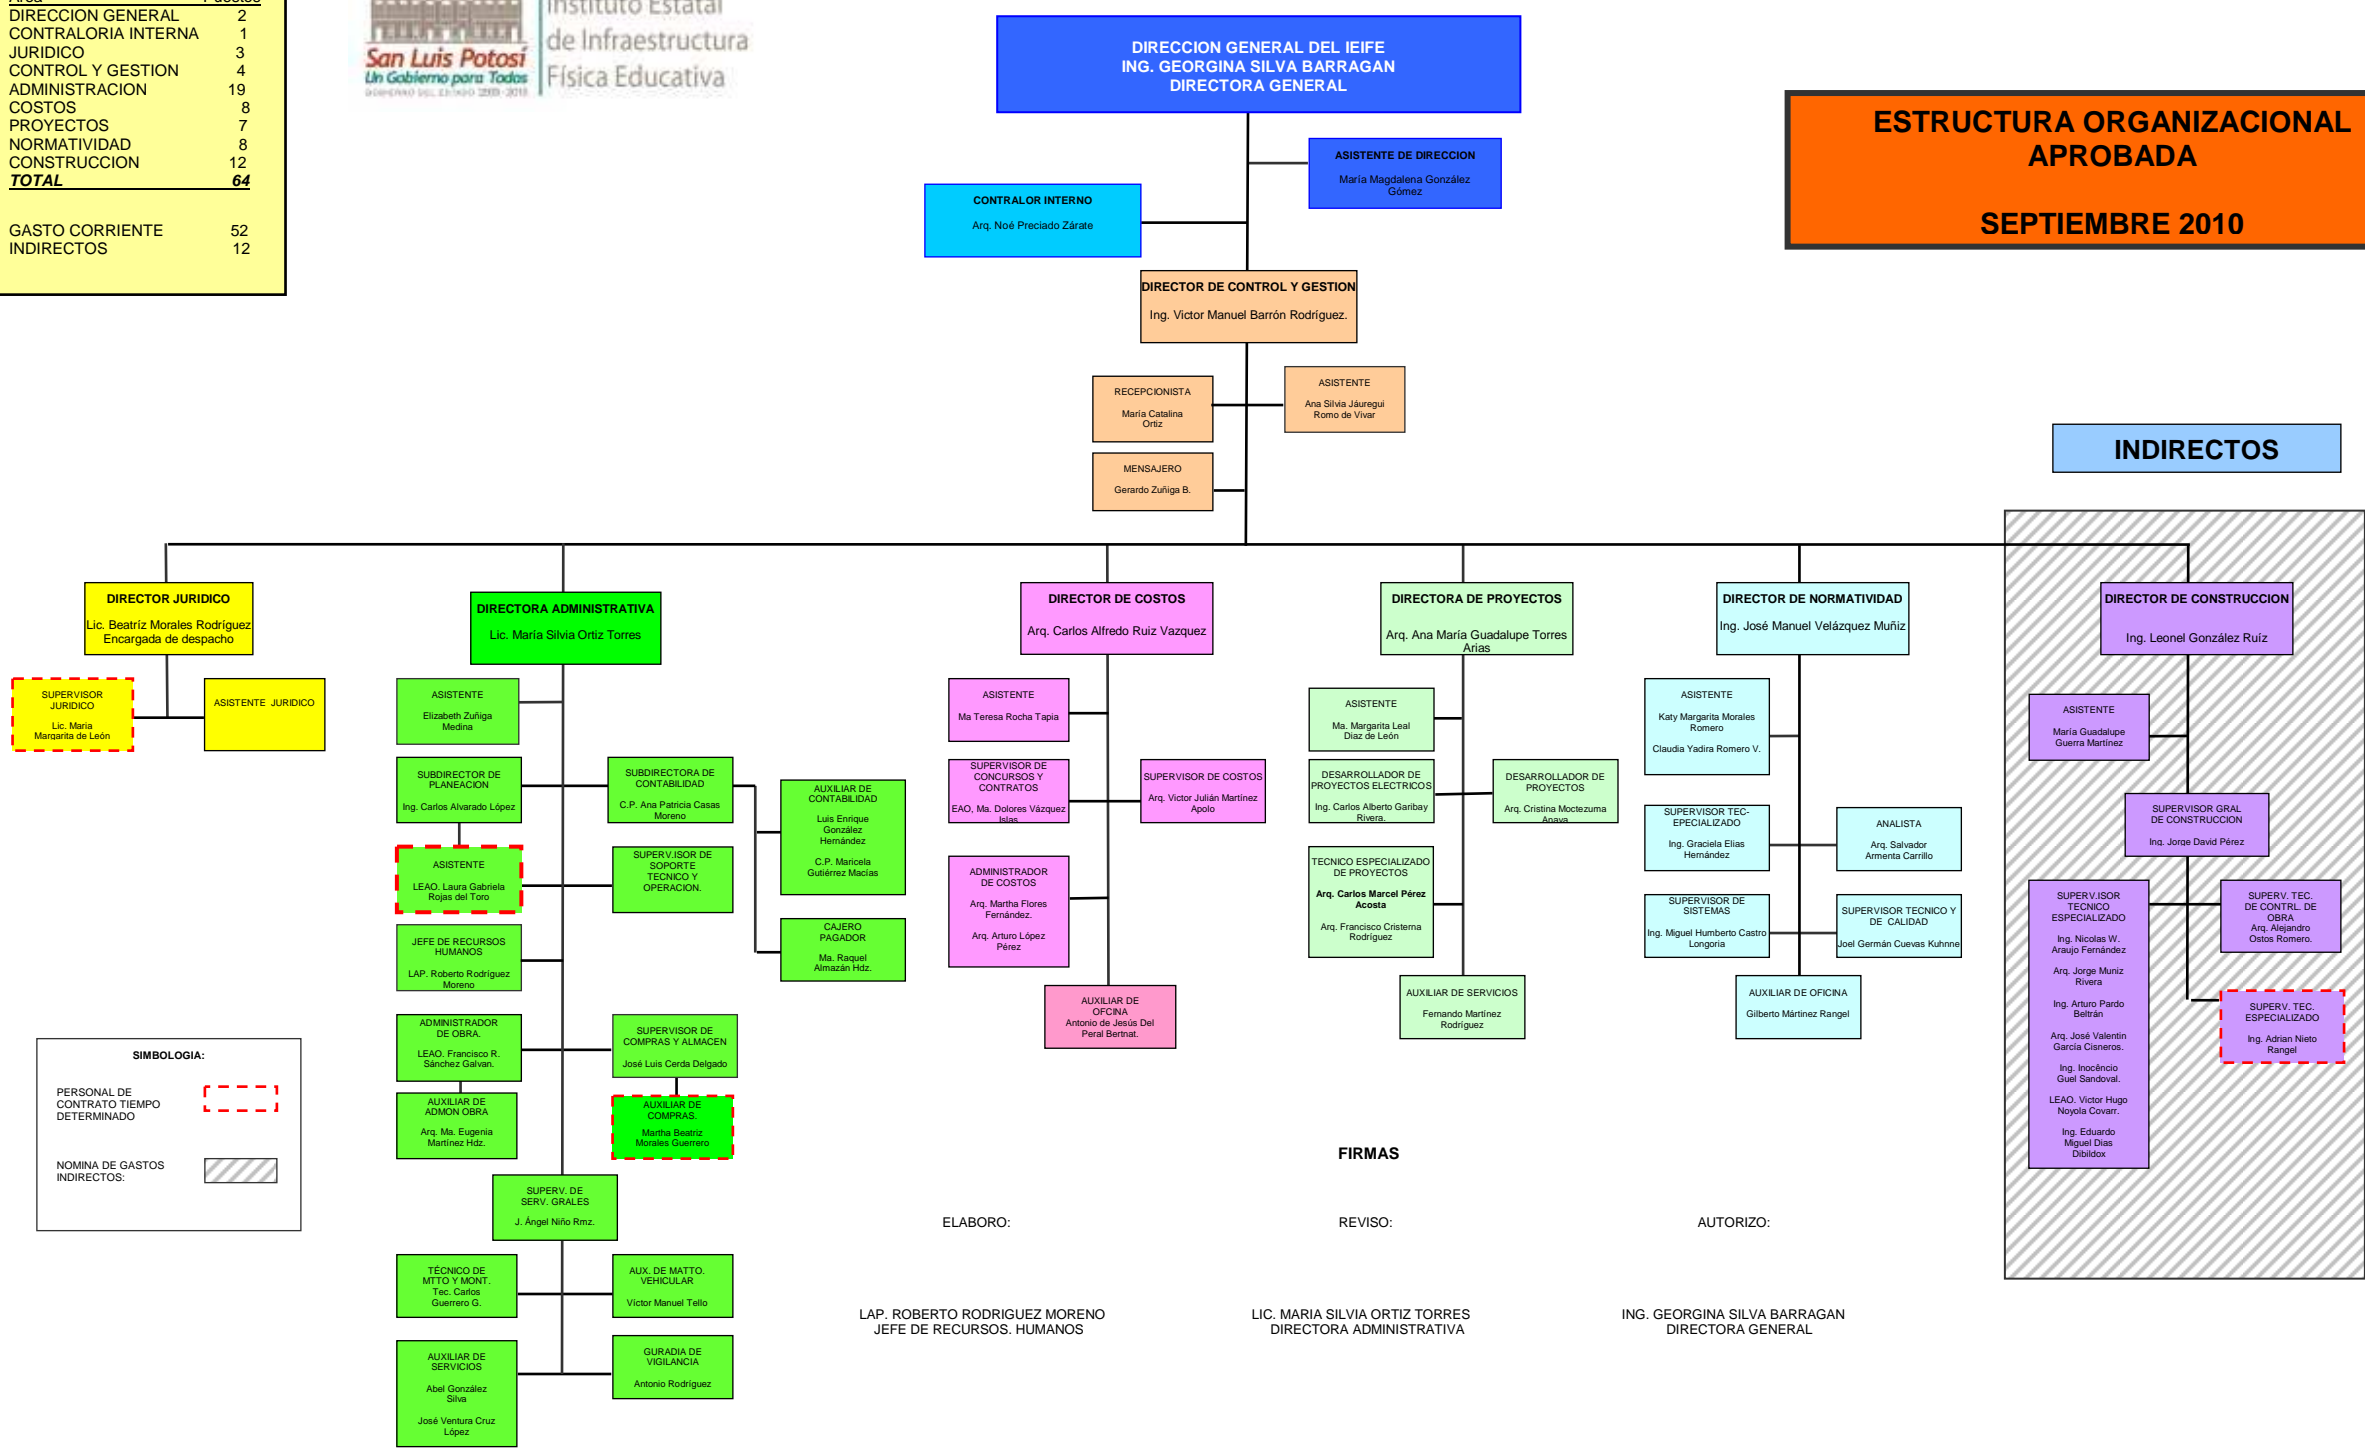 Area Puestos
DIRECCION GENERAL 2
CONTRALORIA INTERNA 1
JURIDICO 3
CONTROL Y GESTION 4
ADMINISTRACION 19
COSTOS 8
PROYECTOS 7
NORMATIVIDAD 8
CONSTRUCCION 12
TOTAL 64
GASTO CORRIENTE 52
INDIRECTOS 12
San Luis Potosí
Un Gobierno para Todos
GOBIERNO DEL ESTADO 2009-2015
Instituto Estatal
de Infraestructura
Física Educativa
DIRECCION GENERAL DEL IEIFE
ING. GEORGINA SILVA BARRAGAN
DIRECTORA GENERAL
ESTRUCTURA ORGANIZACIONAL
APROBADA
SEPTIEMBRE 2010
ASISTENTE DE DIRECCION
María Magdalena González
Gómez
CONTRALOR INTERNO
Arq. Noé Preciado Zárate
DIRECTOR DE CONTROL Y GESTION
Ing. Victor Manuel Barrón Rodríguez.
RECEPCIONISTA
María Catalina
Ortiz
ASISTENTE
Ana Silvia Jáuregui
Romo de Vivar
MENSAJERO
Gerardo Zuñiga B.
INDIRECTOS
DIRECTOR JURIDICO
Lic. Beatríz Morales Rodríguez
Encargada de despacho
SUPERVISOR
JURIDICO
Lic. Maria
Margarita de León
ASISTENTE JURIDICO
DIRECTORA ADMINISTRATIVA
Lic. María Silvia Ortiz Torres
ASISTENTE
Elizabeth Zuñiga
Medina
SUBDIRECTOR DE
PLANEACION
Ing. Carlos Alvarado López
SUBDIRECTORA DE
CONTABILIDAD
C.P. Ana Patricia Casas
Moreno
AUXILIAR DE
CONTABILIDAD
Luis Enrique
González
Hernández
C.P. Maricela
Gutiérrez Macías
ASISTENTE
LEAO. Laura Gabriela
Rojas del Toro
SUPERV.ISOR DE
SOPORTE
TECNICO Y
OPERACION.
CAJERO
PAGADOR
Ma. Raquel
Almazán Hdz.
JEFE DE RECURSOS
HUMANOS
LAP. Roberto Rodríguez
Moreno
ADMINISTRADOR
DE OBRA.
LEAO. Francisco R.
Sánchez Galvan.
SUPERVISOR DE
COMPRAS Y ALMACEN
José Luis Cerda Delgado
AUXILIAR DE
ADMON OBRA
Arq. Ma. Eugenia
Martínez Hdz.
AUXILIAR DE
COMPRAS.
Martha Beatriz
Morales Guerrero
SUPERV. DE
SERV. GRALES
J. Ángel Niño Rmz.
TÉCNICO DE
MTTO Y MONT.
Tec. Carlos
Guerrero G.
AUX. DE MATTO.
VEHICULAR
Víctor Manuel Tello
AUXILIAR DE
SERVICIOS
Abel González
Silva
José Ventura Cruz
López
GURADIA DE
VIGILANCIA
Antonio Rodríguez
DIRECTOR DE COSTOS
Arq. Carlos Alfredo Ruiz Vazquez
ASISTENTE
Ma Teresa Rocha Tapia
SUPERVISOR DE
CONCURSOS Y
CONTRATOS
EAO, Ma. Dolores Vázquez
Islas
SUPERVISOR DE COSTOS
Arq. Victor Julián Martínez
Apolo
ADMINISTRADOR
DE COSTOS
Arq. Martha Flores
Fernández.
Arq. Arturo López
Pérez
AUXILIAR DE
OFCINA
Antonio de Jesús Del
Peral Bertnat.
DIRECTORA DE PROYECTOS
Arq. Ana María Guadalupe Torres
Arias
ASISTENTE
Ma. Margarita Leal
Diaz de León
DESARROLLADOR DE
PROYECTOS ELECTRICOS
Ing. Carlos Alberto Garibay
Rivera.
DESARROLLADOR DE
PROYECTOS
Arq. Cristina Moctezuma
Anaya
TECNICO ESPECIALIZADO
DE PROYECTOS
Arq. Carlos Marcel Pérez
Acosta
Arq. Francisco Cristerna
Rodríguez
AUXILIAR DE SERVICIOS
Fernando Martínez
Rodríguez
DIRECTOR DE NORMATIVIDAD
Ing. José Manuel Velázquez Muñiz
ASISTENTE
Katy Margarita Morales
Romero
Claudia Yadira Romero V.
SUPERVISOR TEC-
EPECIALIZADO
Ing. Graciela Elias
Hernández
ANALISTA
Arq. Salvador
Armenta Carrillo
SUPERVISOR DE
SISTEMAS
Ing. Miguel Humberto Castro
Longoria
SUPERVISOR TECNICO Y
DE CALIDAD
Joel Germán Cuevas Kuhnne
AUXILIAR DE OFICINA
Gilberto Mártinez Rangel
DIRECTOR DE CONSTRUCCION
Ing. Leonel González Ruíz
ASISTENTE
María Guadalupe
Guerra Martínez
SUPERVISOR GRAL
DE CONSTRUCCION
Ing. Jorge David Pérez
SUPERV.ISOR
TECNICO
ESPECIALIZADO
Ing. Nicolas W.
Araujo Fernández
Arq. Jorge Muniz
Rivera
Ing. Arturo Pardo
Beltrán
Arq. José Valentin
García Cisneros.
Ing. Inocêncio
Guel Sandoval.
LEAO. Victor Hugo
Noyola Covarr.
Ing. Eduardo
Miguel Dias
Dibildox
SUPERV. TEC.
DE CONTRL. DE
OBRA
Arq. Alejandro
Ostos Romero.
SUPERV. TEC.
ESPECIALIZADO
Ing. Adrian Nieto
Rangel
SIMBOLOGIA:
PERSONAL DE
CONTRATO TIEMPO
DETERMINADO
NOMINA DE GASTOS
INDIRECTOS:
FIRMAS
ELABORO:
REVISO:
AUTORIZO:
LAP. ROBERTO RODRIGUEZ MORENO
JEFE DE RECURSOS. HUMANOS
LIC. MARIA SILVIA ORTIZ TORRES
DIRECTORA ADMINISTRATIVA
ING. GEORGINA SILVA BARRAGAN
DIRECTORA GENERAL